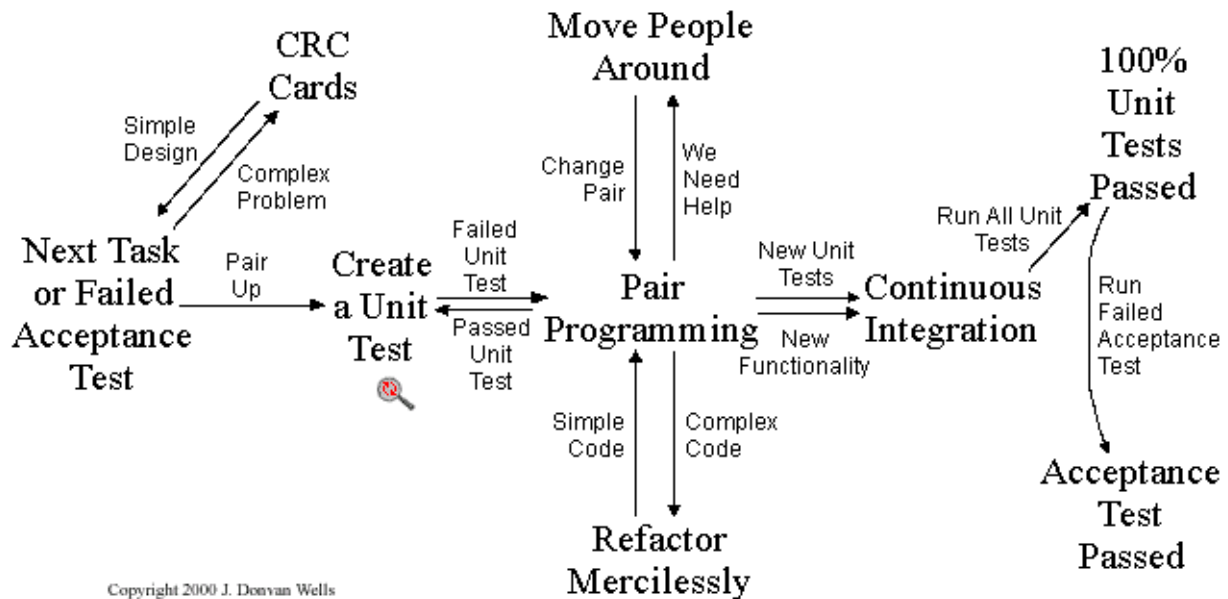 CRC
Cards
Simple
Design
Complex
Problem
Next Task
or Failed
Acceptance
Test
Pair
Up
Create
a Unit
Test
Failed
Unit
Test
Passed
Unit
Test
Move People
Around
Change
Pair
We
Need
Help
Pair
Programming
Simple
Code
Complex
Code
Refactor
Mercilessly
New Unit
Tests
New
Functionality
Continuous
Integration
Run All Unit
Tests
100%
Unit
Tests
Passed
Run
Failed
Acceptance
Test
Acceptance
Test
Passed
Copyright 2000 J. Donvan Wells